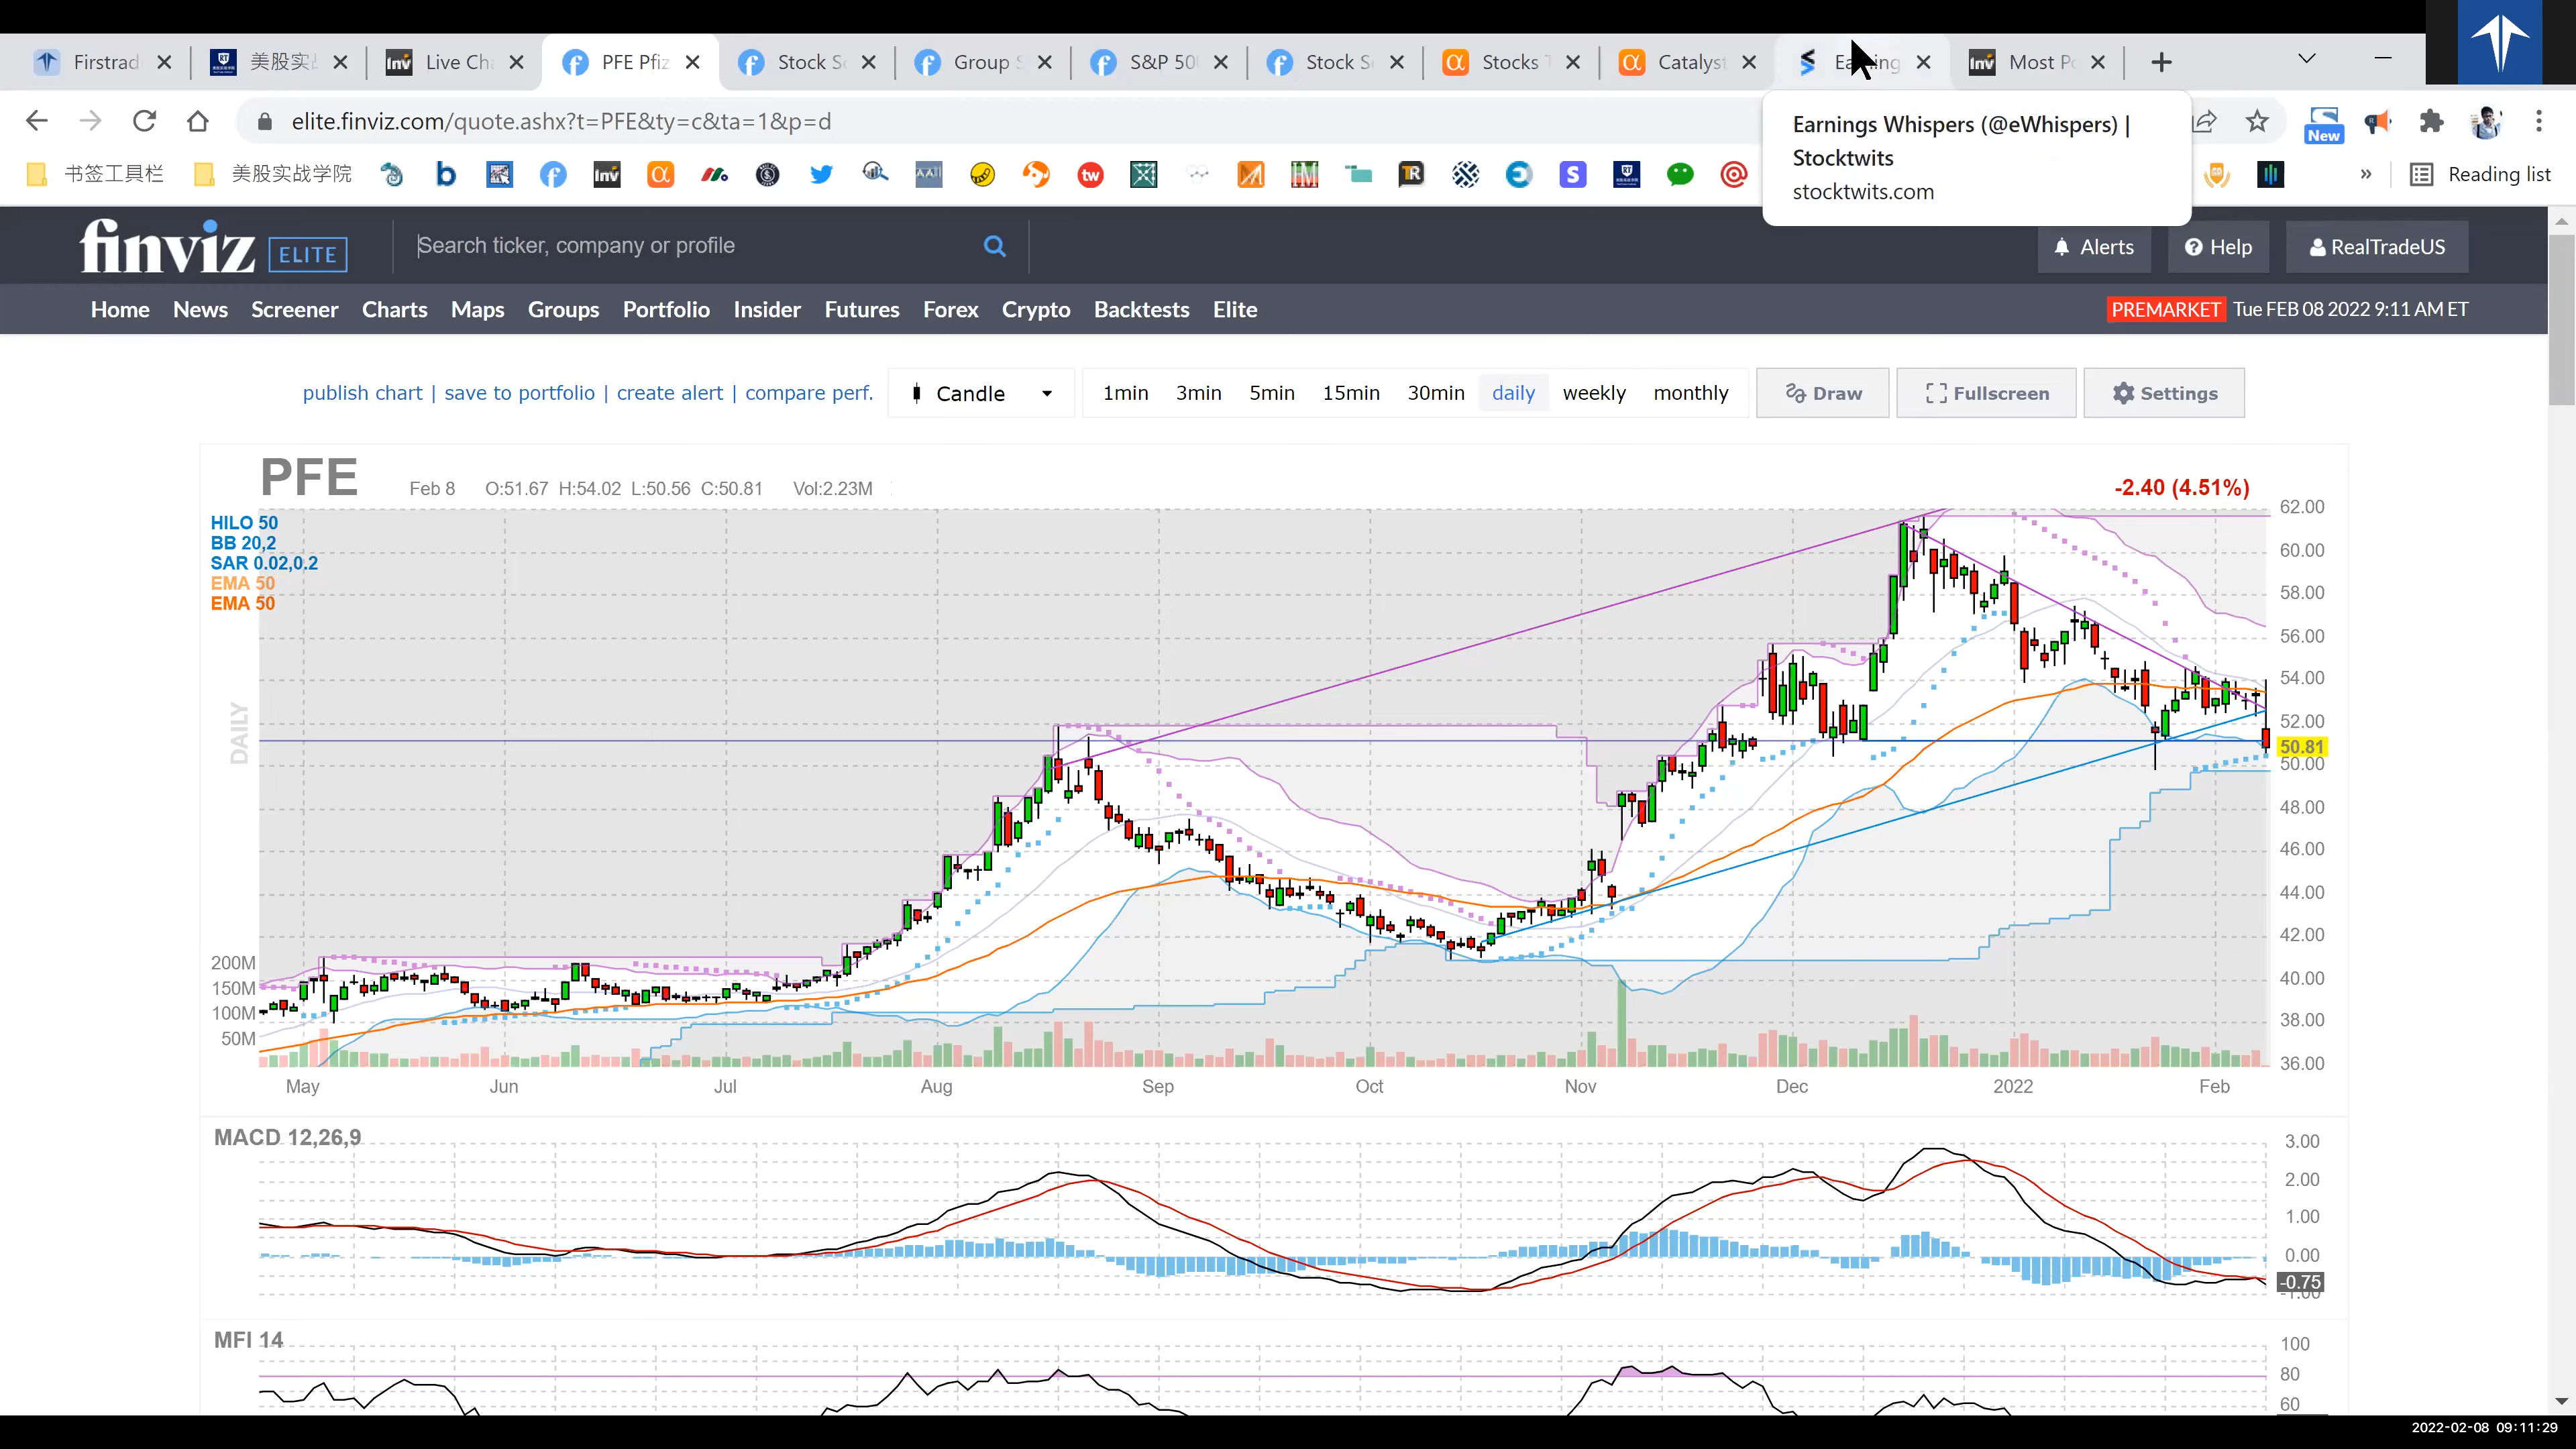 Firstrad
美股实
Live Ch
PFE Pfiz
Stock S
Group S
S&P 50
Stock S
Stocks T
Catalyst
Earning
Most P
elite.finviz.com/quote.ashx?t=PFE&ty=c&ta=1&p=d
Earnings Whispers (@eWhispers) |
Stocktwits
stocktwits.com
New
书签工具栏
美股实战学院
Reading list
finviz ELITE
Search ticker, company or profile
Alerts
Help
RealTradeUS
Home News Screener Charts Maps Groups Portfolio Insider Futures Forex Crypto Backtests Elite
PREMARKET Tue FEB 08 2022 9:11 AM ET
publish chart | save to portfolio | create alert | compare perf.
Candle
1min 3min 5min 15min 30min daily weekly monthly
Draw
Fullscreen
Settings
PFE
Feb 8 O:51.67 H:54.02 L:50.56 C:50.81 Vol:2.23M
-2.40 (4.51%)
HILO 50
BB 20,2
SAR 0.02,0.2
EMA 50
EMA 50
DAILY
62.00
60.00
58.00
56.00
54.00
52.00
50.81
50.00
48.00
46.00
44.00
42.00
40.00
38.00
36.00
200M
150M
100M
50M
May Jun Jul Aug Sep Oct Nov Dec 2022 Feb
MACD 12,26,9
3.00
2.00
1.00
0.00
-0.75
-1.00
MFI 14
100
80
60
2022-02-08 09:11:29